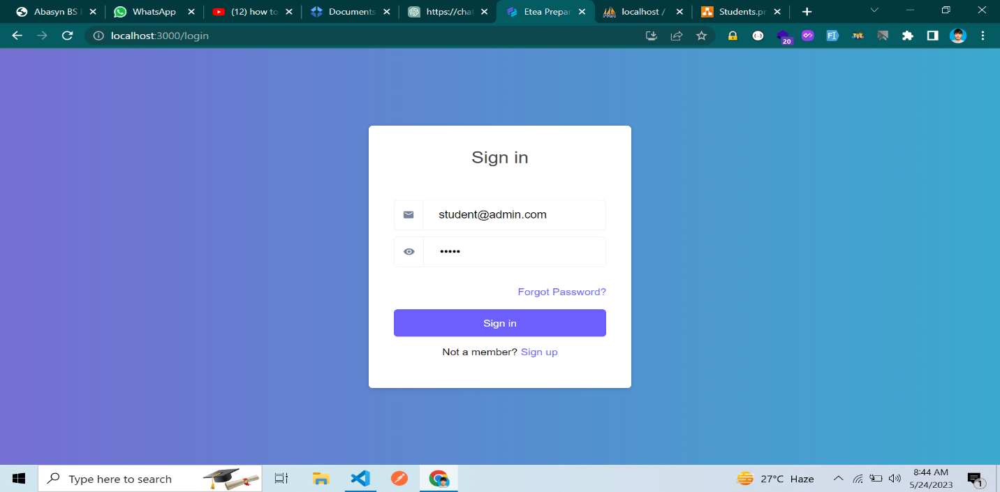 Abasyn BS
WhatsApp
(12) how to
Documents
https://chat
Etea Prepar
localhost /
Students.pr
localhost:3000/login
20
Sign in
student@admin.com
•••••
Forgot Password?
Sign in
Not a member? Sign up
Type here to search
27°C Haze
8:44 AM
5/24/2023
1